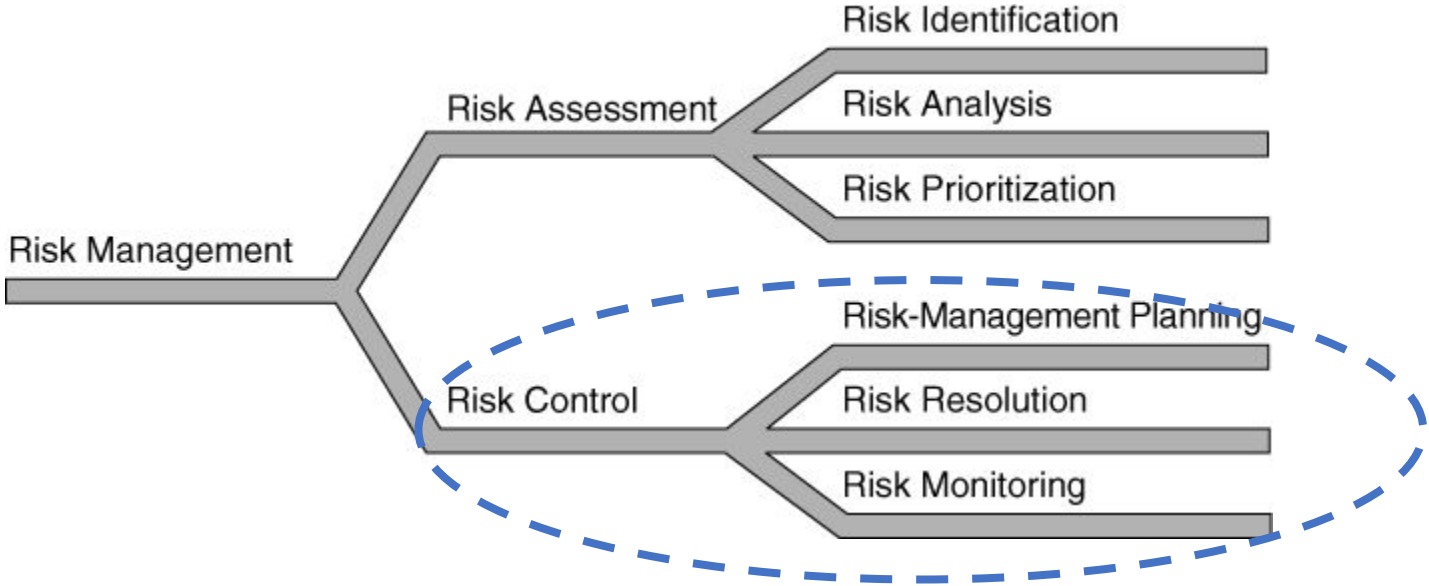 Risk Identification
Risk Analysis
Risk Assessment
Risk Prioritization
Risk Management
Risk-Management Planning
Risk Control
Risk Resolution
Risk Monitoring